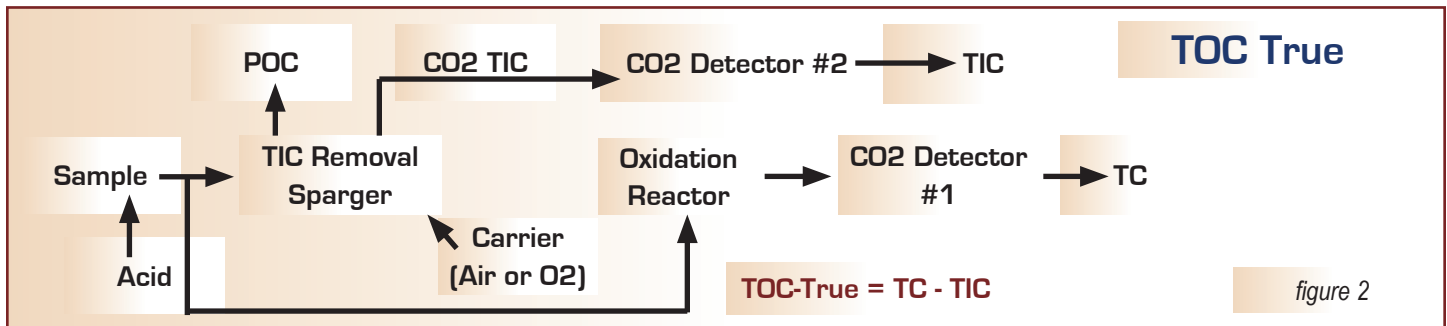 TOC True
POC
CO2 TIC
CO2 Detector #2
TIC
Sample
TIC Removal
Sparger
Oxidation
Reactor
CO2 Detector
#1
TC
Acid
Carrier
(Air or O2)
TOC-True = TC - TIC
figure 2